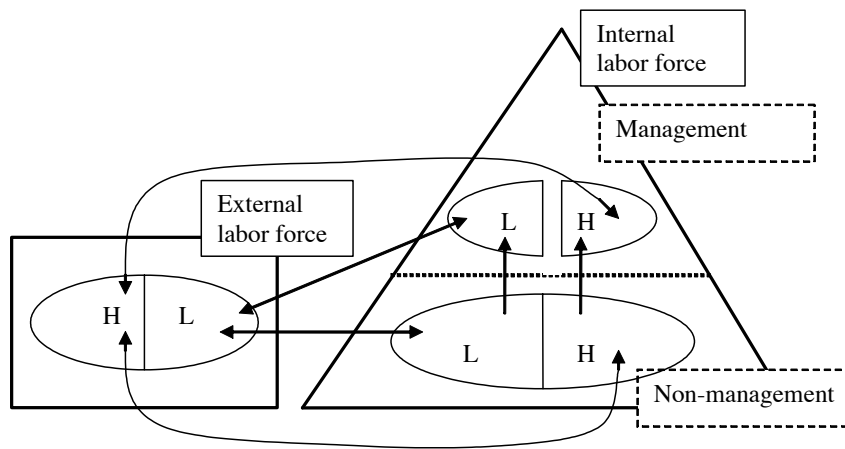 Internal
labor force
Management
External
labor force
L
H
H
L
L
H
Non-management